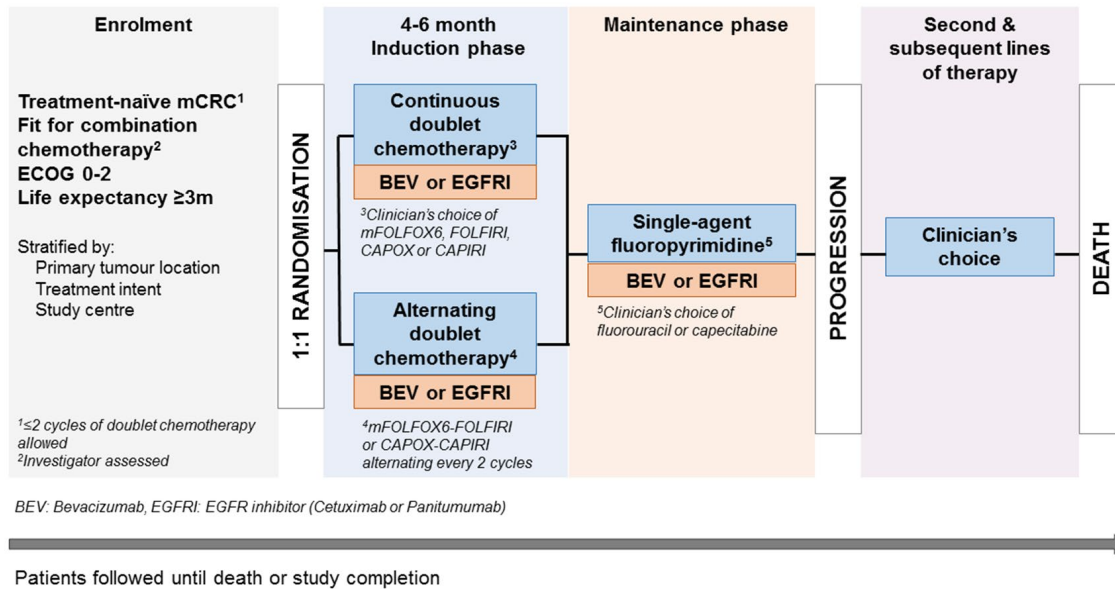 Enrolment
Treatment-naïve mCRC¹
Fit for combination
chemotherapy²
ECOG 0-2
Life expectancy ≥3m
Stratified by:
Primary tumour location
Treatment intent
Study centre
¹≤2 cycles of doublet chemotherapy
allowed
²Investigator assessed
1:1 RANDOMISATION
4-6 month
Induction phase
Continuous
doublet
chemotherapy³
BEV or EGFRI
³Clinician's choice of
mFOLFOX6, FOLFIRI,
CAPOX or CAPIRI
Alternating
doublet
chemotherapy⁴
BEV or EGFRI
⁴mFOLFOX6-FOLFIRI
or CAPOX-CAPIRI
alternating every 2 cycles
Maintenance phase
Single-agent
fluoropyrimidine⁵
BEV or EGFRI
⁵Clinician's choice of
fluorouracil or capecitabine
PROGRESSION
Second &
subsequent lines
of therapy
Clinician's
choice
DEATH
BEV: Bevacizumab, EGFRI: EGFR inhibitor (Cetuximab or Panitumumab)
Patients followed until death or study completion